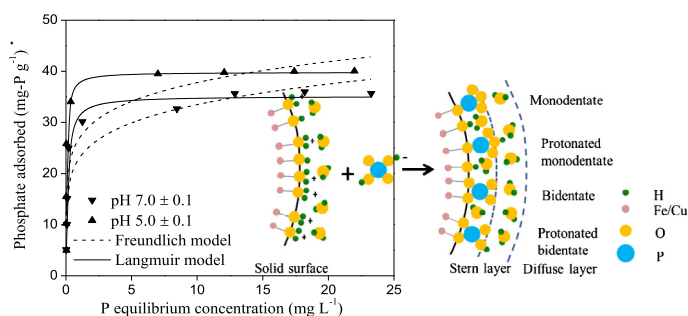 50
40
30
20
10
0
0
5
10
15
20
25
Phosphate adsorbed (mg-P g⁻¹)
P equilibrium concentration (mg L⁻¹)
pH 7.0 ± 0.1
pH 5.0 ± 0.1
Freundlich model
Langmuir model
Solid surface
+
-
Monodentate
Protonated
monodentate
Bidentate
Protonated
bidentate
Stern layer
Diffuse layer
H
Fe/Cu
O
P